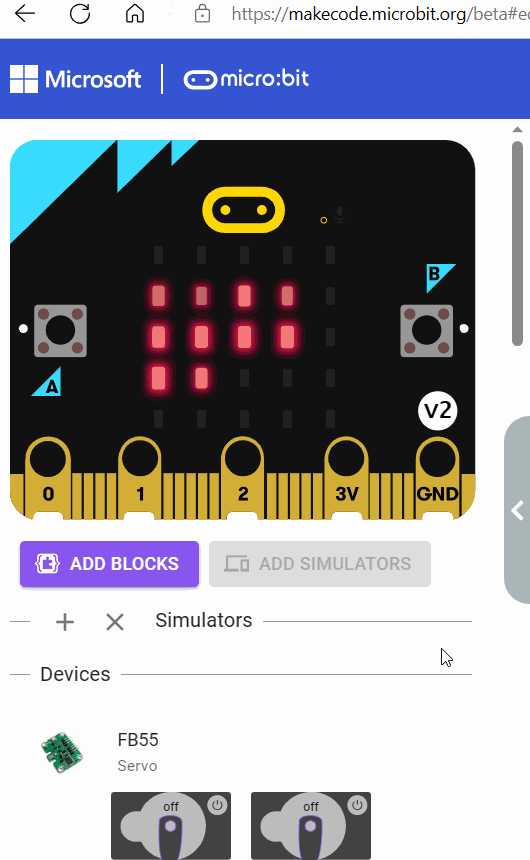 https://makecode.microbit.org/beta#e
Microsoft | micro:bit
B
A
V2
0 1 2 3V GND
ADD BLOCKS ADD SIMULATORS
Simulators
Devices
FB55
Servo
off off